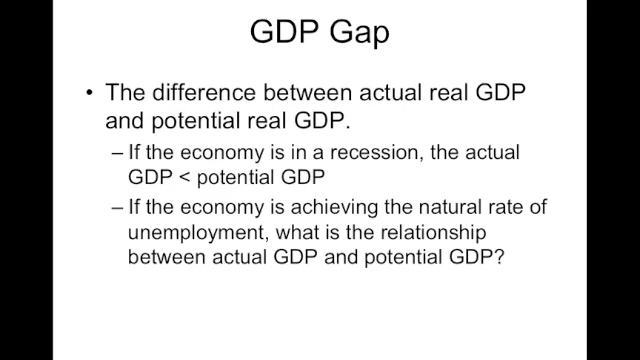 GDP Gap
• The difference between actual real GDP
and potential real GDP.
– If the economy is in a recession, the actual
GDP < potential GDP
– If the economy is achieving the natural rate of
unemployment, what is the relationship
between actual GDP and potential GDP?